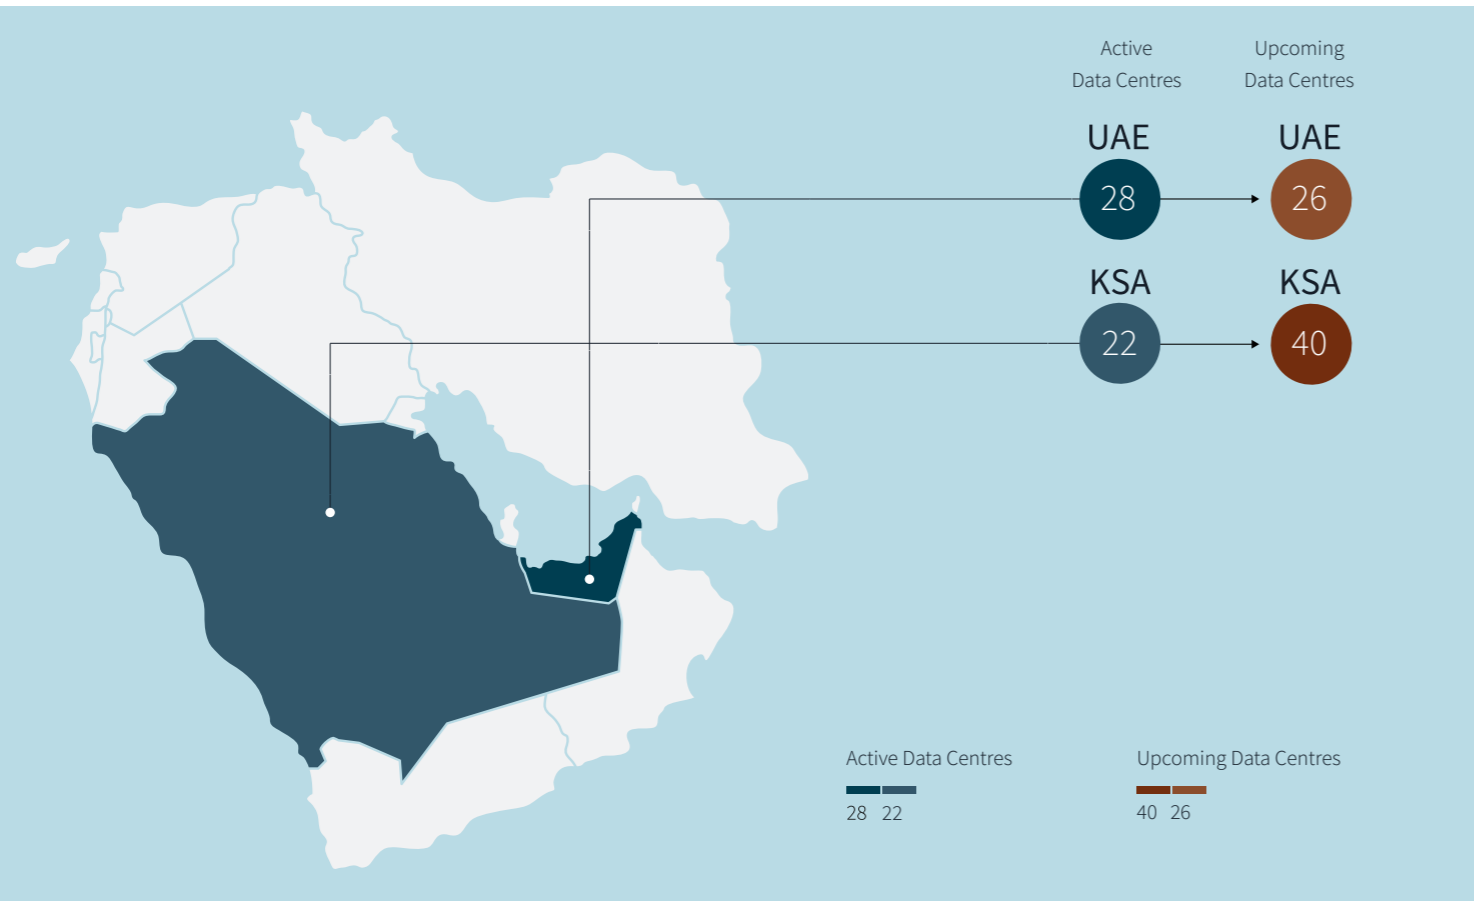 Active
Data Centres
Upcoming
Data Centres
UAE
UAE
28
26
KSA
KSA
22
40
Active Data Centres
28 22
Upcoming Data Centres
40 26